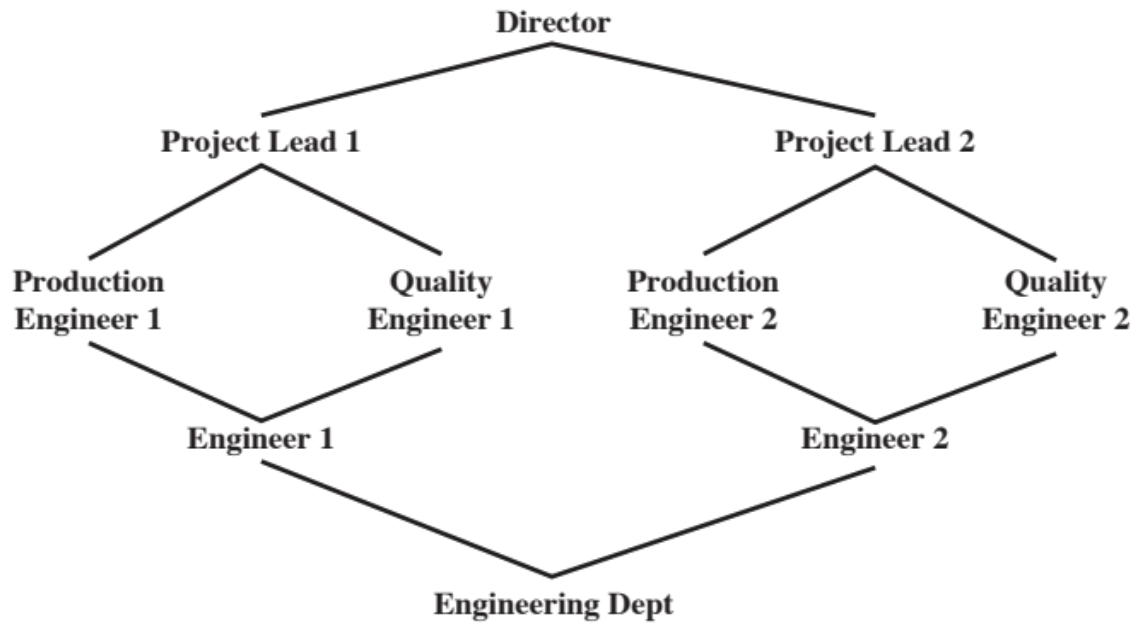 Director
Project Lead 1
Project Lead 2
Production
Engineer 1
Quality
Engineer 1
Production
Engineer 2
Quality
Engineer 2
Engineer 1
Engineer 2
Engineering Dept